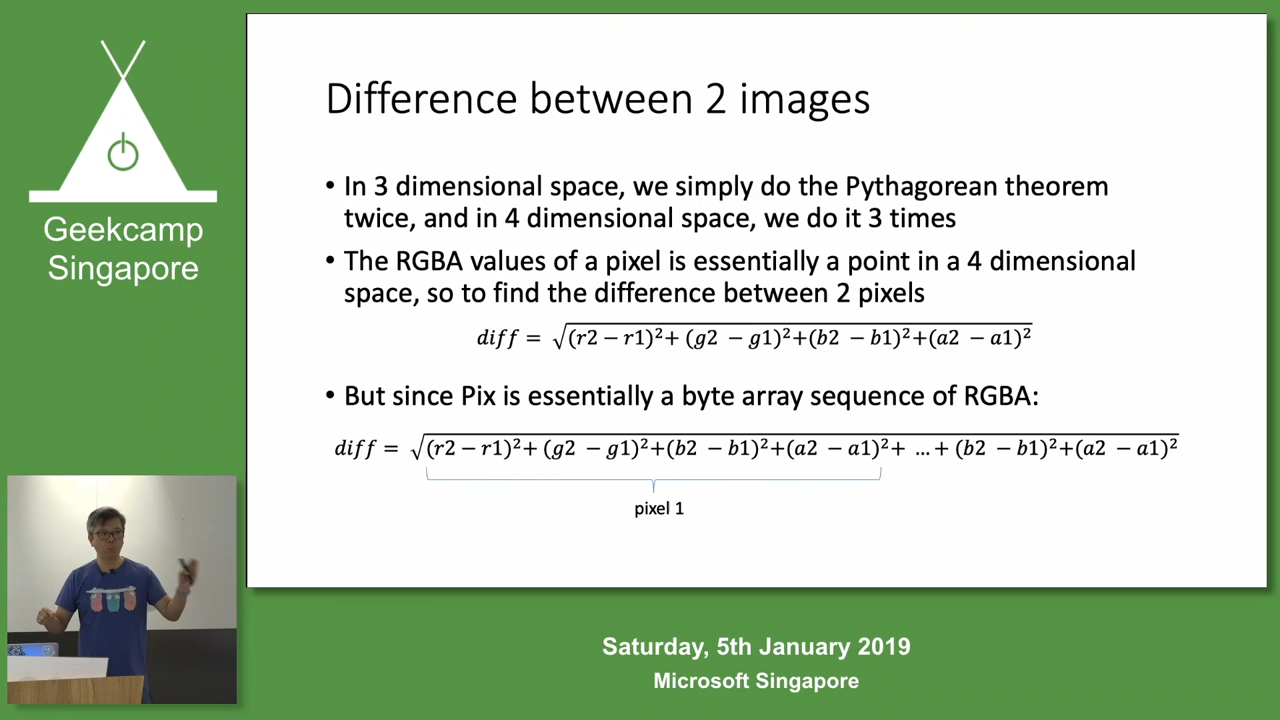 Geekcamp
Singapore
Difference between 2 images
• In 3 dimensional space, we simply do the Pythagorean theorem
twice, and in 4 dimensional space, we do it 3 times
• The RGBA values of a pixel is essentially a point in a 4 dimensional
space, so to find the difference between 2 pixels
diff = √(r2 − r1)²+ (g2 − g1)²+(b2 − b1)²+(a2 − a1)²
• But since Pix is essentially a byte array sequence of RGBA:
diff = √(r2 − r1)²+ (g2 − g1)²+(b2 − b1)²+(a2 − a1)²+ ...+ (b2 − b1)²+(a2 − a1)²
pixel 1
Saturday, 5th January 2019
Microsoft Singapore